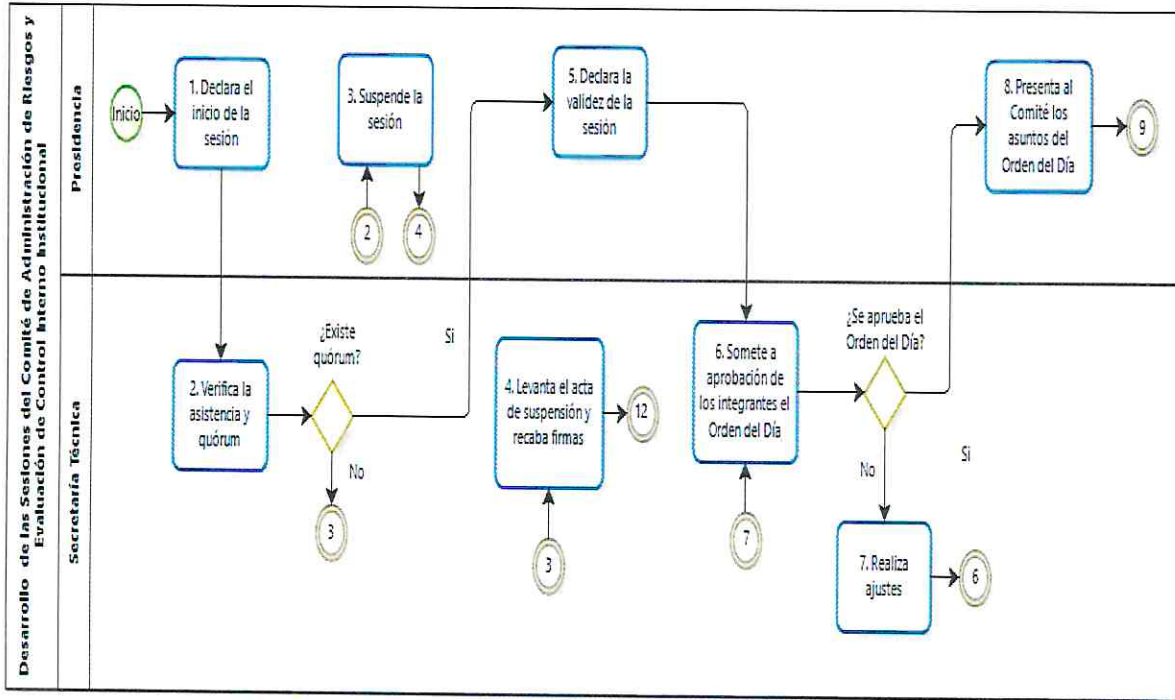 Desarrollo de las Sesiones del Comité de Administración de Riesgos y
Evaluación de Control Interno Institucional
Presidencia
Inicio
1. Declara el
inicio de la
sesión
3. Suspende la
sesión
2
4
5. Declara la
validez de la
sesión
8. Presenta al
Comité los
asuntos del
Orden del Día
9
Secretaría Técnica
2. Verifica la
asistencia y
quórum
¿Existe
quórum?
Si
No
3
4. Levanta el acta
de suspensión y
recaba firmas
12
3
6. Somete a
aprobación de
los integrantes el
Orden del Día
7
¿Se aprueba el
Orden del Día?
No
Si
7. Realiza
ajustes
6